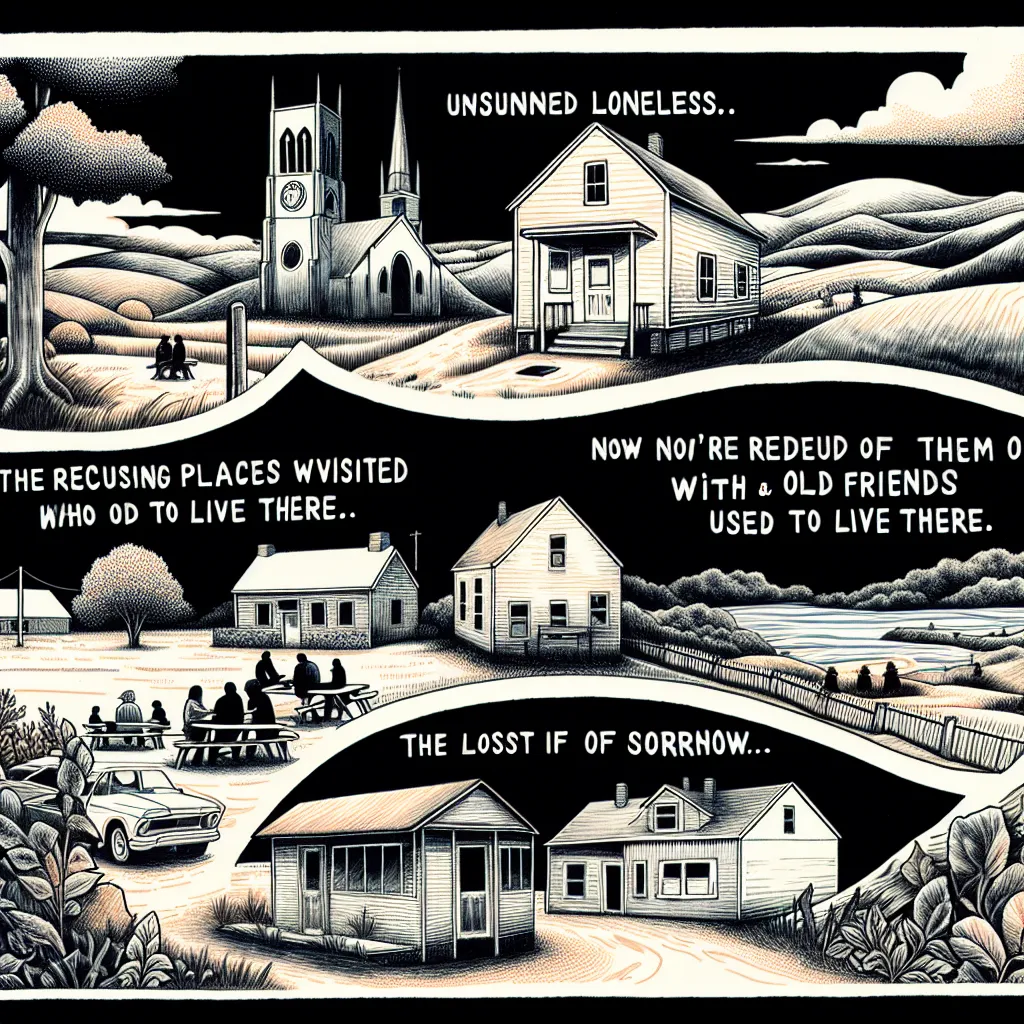 UNSUNNED LONELESS..
THE RECUSING PLACES WVISITED
WHO OD TO LIVE THERE..
NOW NOI'RE REDEUD OF THEM O
WITH a OLD FRIENDS
USED TO LIVE THERE.
THE LOSST IF OF SORRNOW...